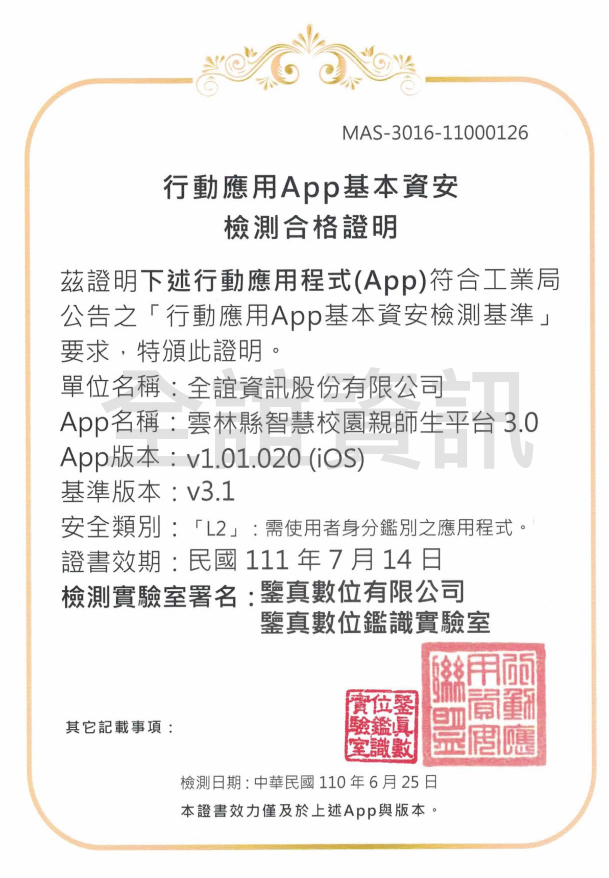 MAS-3016-11000126
行動應用App基本資安
檢測合格證明
茲證明下述行動應用程式(App)符合工業局
公告之「行動應用App基本資安檢測基準」
要求，特頒此證明。
單位名稱：全誼資訊股份有限公司
App名稱：雲林縣智慧校園親師生平台 3.0
App版本：v1.01.020 (iOS)
基準版本：v3.1
安全類別：「L2」：需使用者身分鑑別之應用程式。
證書效期：民國 111 年 7 月 14 日
檢測實驗室署名：鑒真數位有限公司
鑒真數位鑑識實驗室
全誼資訊
行動應用資安聯盟
鑒真數位鑑識實驗室
其它記載事項：
檢測日期：中華民國 110 年 6 月 25 日
本證書效力僅及於上述App與版本。